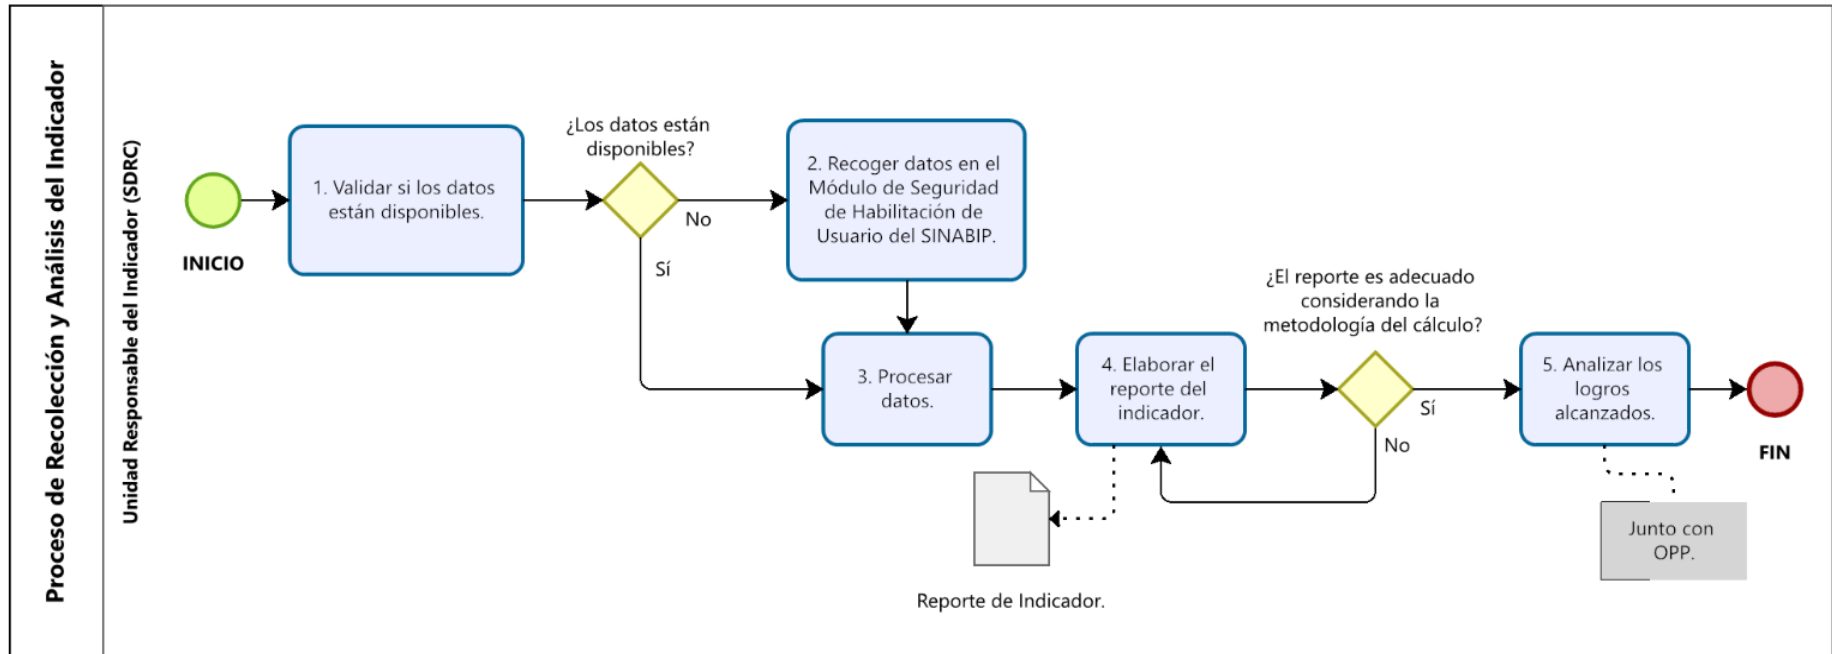 Proceso de Recolección y Análisis del Indicador
Unidad Responsable del Indicador (SDRC)
INICIO
1. Validar si los datos
están disponibles.
¿Los datos están
disponibles?
No
Sí
2. Recoger datos en el
Módulo de Seguridad
de Habilitación de
Usuario del SINABIP.
3. Procesar
datos.
4. Elaborar el
reporte del
indicador.
Reporte de Indicador.
¿El reporte es adecuado
considerando la
metodología del cálculo?
Sí
No
5. Analizar los
logros
alcanzados.
Junto con
OPP.
FIN